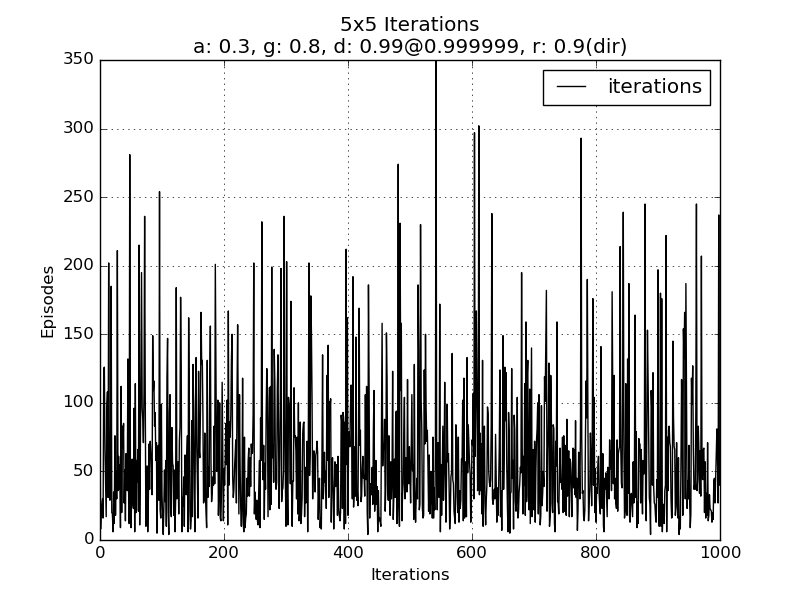 5x5 Iterations
a: 0.3, g: 0.8, d: 0.99@0.999999, r: 0.9(dir)
iterations
350
300
250
200
150
100
50
0
Episodes
0 200 400 600 800 1000
Iterations